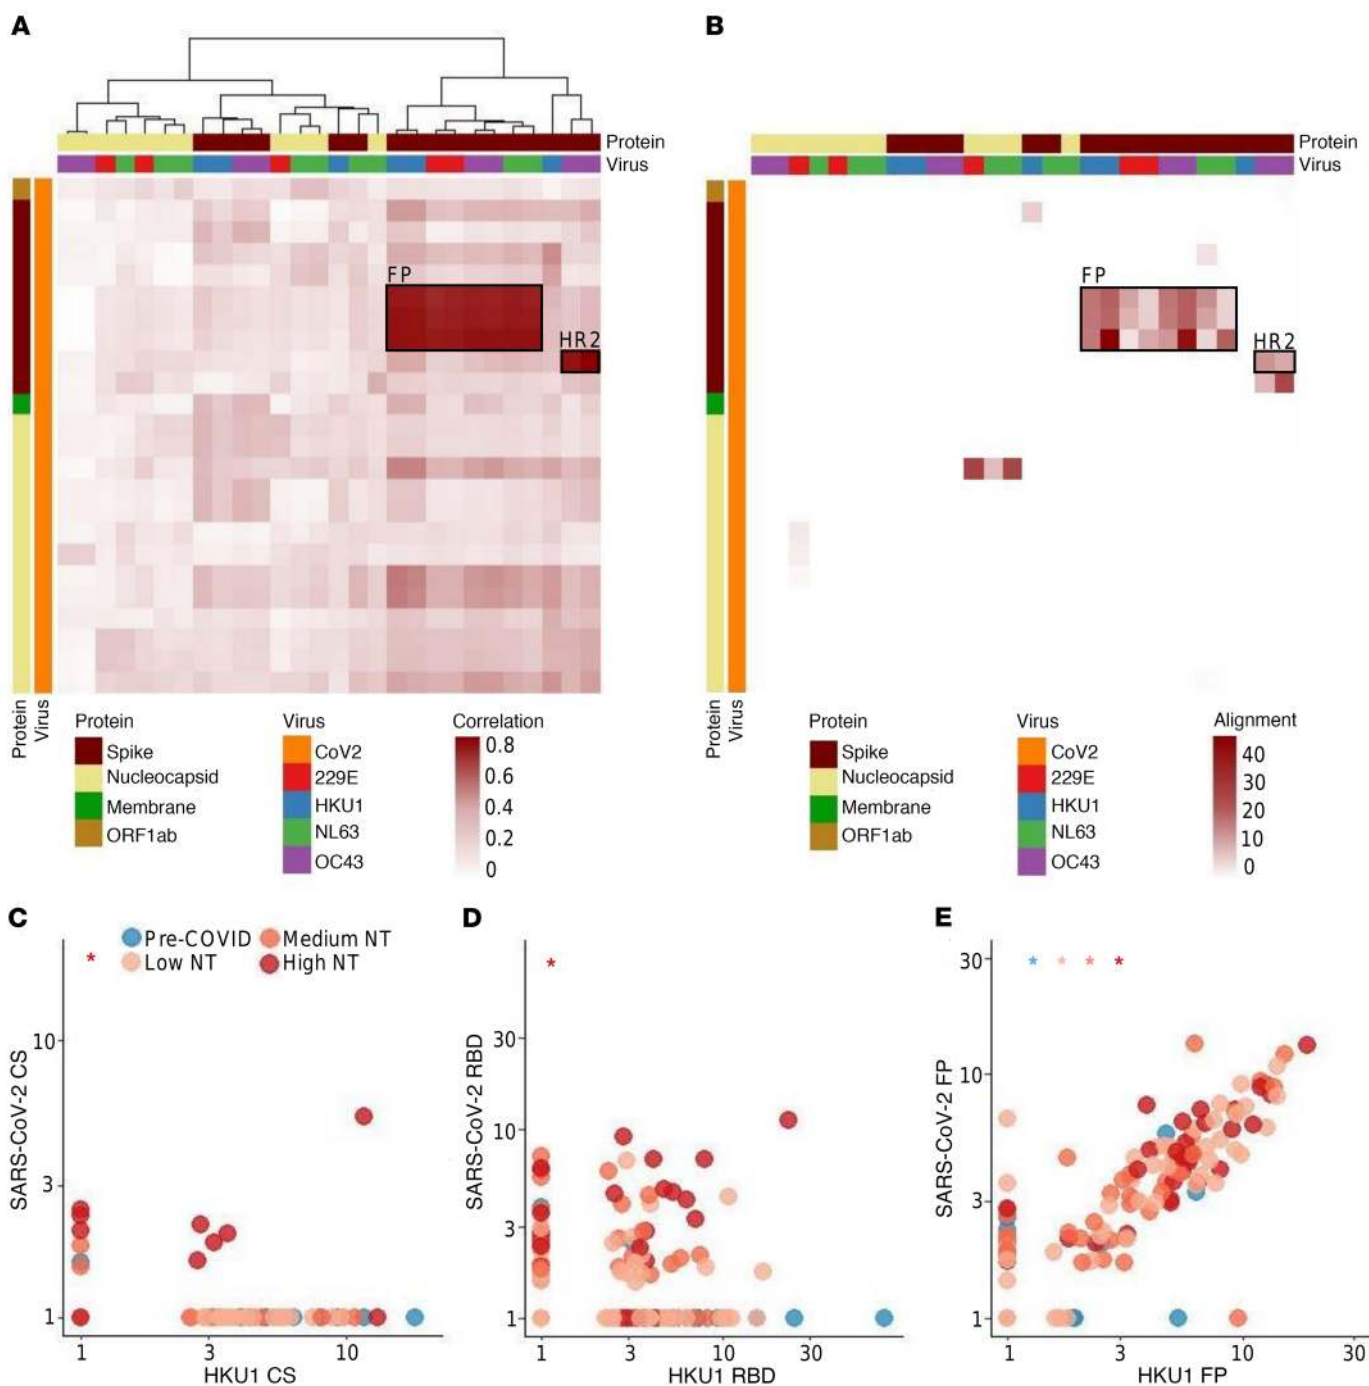 A
B
Protein
Virus
Protein
Virus
FP
HR2
FP
HR2
Protein
Virus
Protein
Spike
Nucleocapsid
Membrane
ORF1ab
Virus
CoV2
229E
HKU1
NL63
OC43
Correlation
0.8
0.6
0.4
0.2
0
Protein
Virus
Protein
Spike
Nucleocapsid
Membrane
ORF1ab
Virus
CoV2
229E
HKU1
NL63
OC43
Alignment
40
30
20
10
0
C
Pre-COVID
Medium NT
Low NT
High NT
*
SARS-CoV-2 CS
10
3
1
1 3 10
HKU1 CS
D
*
SARS-CoV-2 RBD
30
10
3
1
1 3 10 30
HKU1 RBD
E
* * * *
SARS-CoV-2 FP
30
10
3
1
1 3 10 30
HKU1 FP